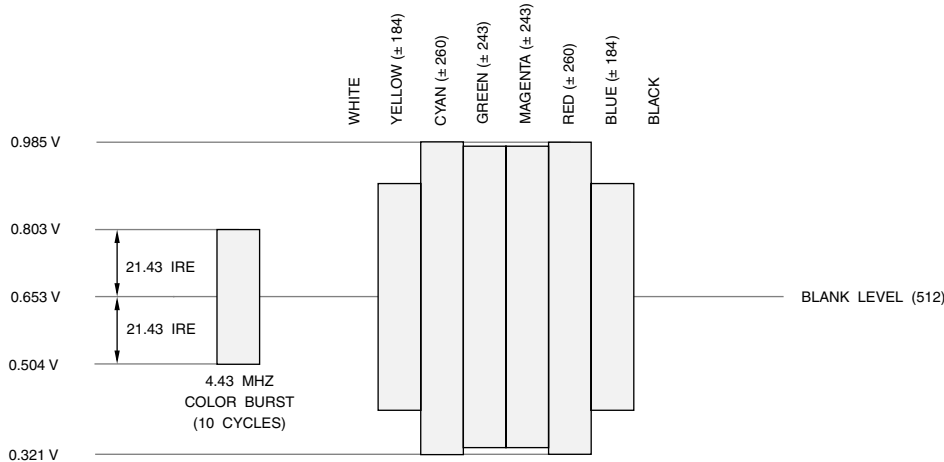 WHITE
YELLOW (± 184)
CYAN (± 260)
GREEN (± 243)
MAGENTA (± 243)
RED (± 260)
BLUE (± 184)
BLACK
0.985 V
0.803 V
21.43 IRE
0.653 V
BLANK LEVEL (512)
21.43 IRE
0.504 V
4.43 MHZ
COLOR BURST
(10 CYCLES)
0.321 V